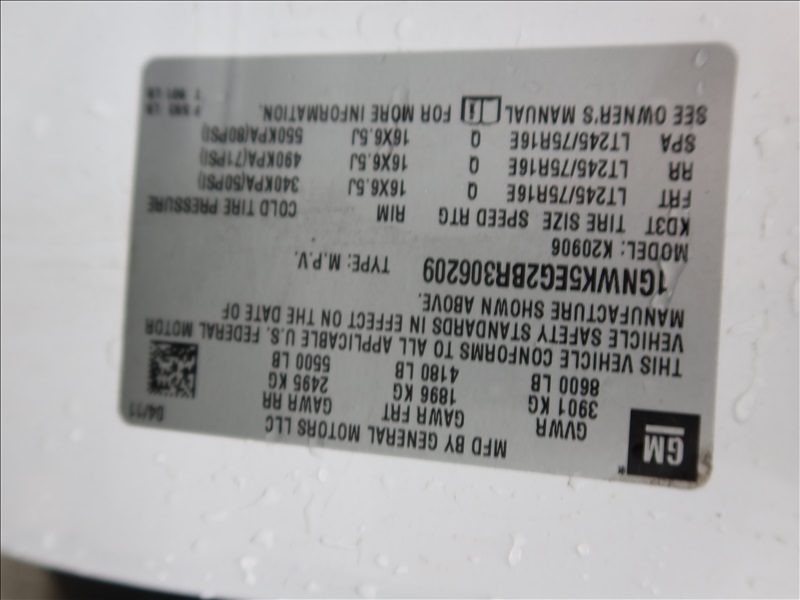 GM
MFD BY GENERAL MOTORS LLC 04/11
GVWR GAWR FRT GAWR RR
3901 KG 1896 KG 2495 KG
8600 LB 4180 LB 5500 LB
THIS VEHICLE CONFORMS TO ALL APPLICABLE U.S. FEDERAL MOTOR
VEHICLE SAFETY STANDARDS IN EFFECT ON THE DATE OF
MANUFACTURE SHOWN ABOVE.
1GNWK5EG2BR306209 TYPE: M.P.V.
MODEL: K20906
KD3T TIRE SIZE SPEED RTG RIM COLD TIRE PRESSURE
FRT LT245/75R16E Q 16X6.5J 340KPA(50PSI)
RR LT245/75R16E Q 16X6.5J 490KPA(71PSI)
SPA LT245/75R16E Q 16X6.5J 550KPA(80PSI)
SEE OWNER'S MANUAL FOR MORE INFORMATION.